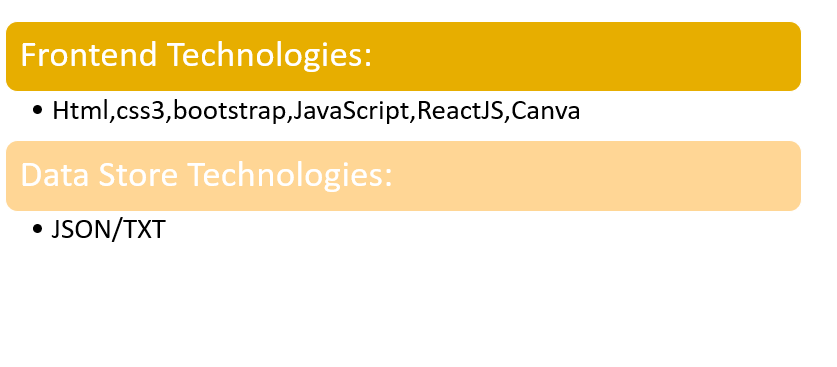 Frontend Technologies:
• Html,css3,bootstrap,JavaScript,ReactJS,Canva
Data Store Technologies:
• JSON/TXT